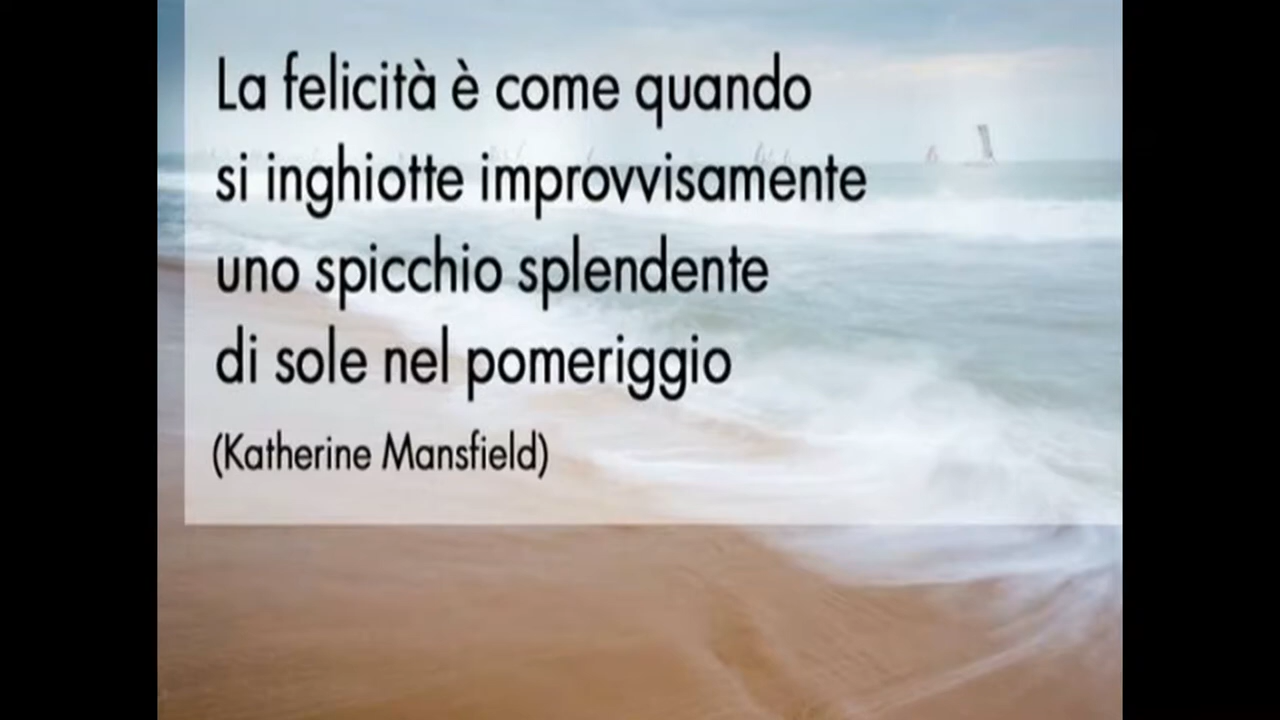 La felicità è come quando
si inghiotte improvvisamente
uno spicchio splendente
di sole nel pomeriggio
(Katherine Mansfield)